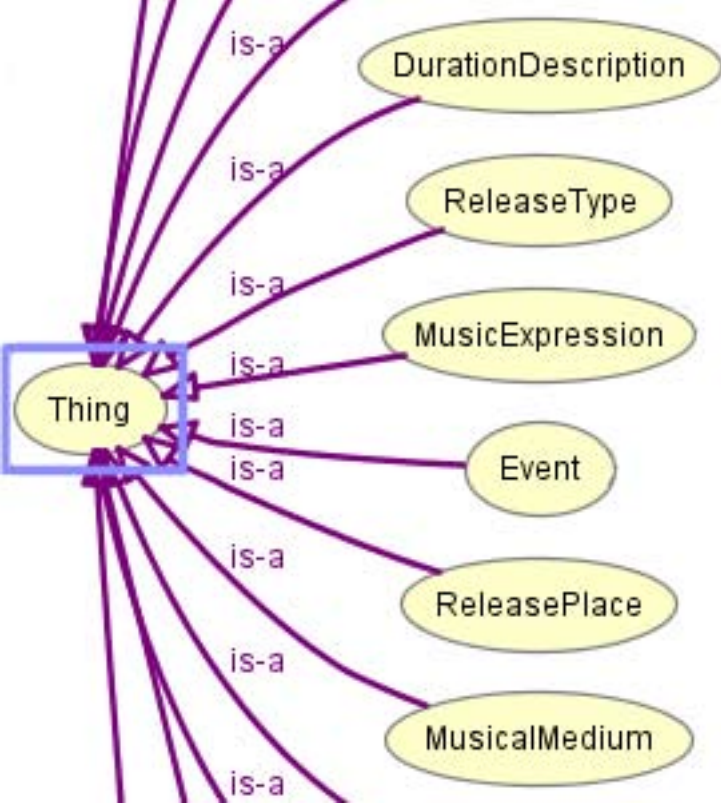 is-a
DurationDescription
is-a
ReleaseType
is-a
MusicExpression
is-a
Thing
is-a
Event
is-a
is-a
ReleasePlace
is-a
MusicalMedium
is-a